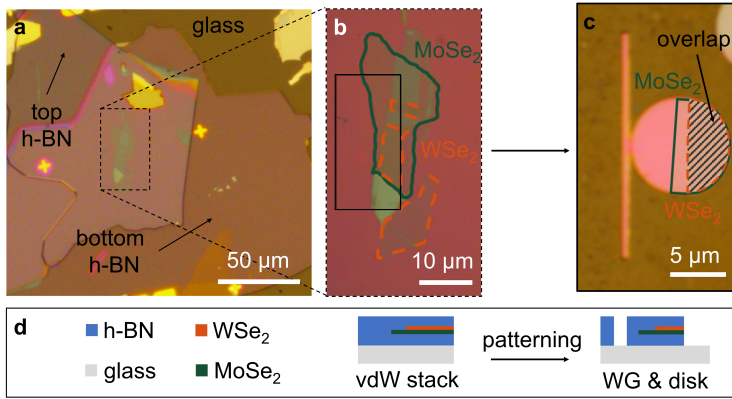 a
glass
top
h-BN
bottom
h-BN
50 μm
b
MoSe₂
WSe₂
10 μm
c
overlap
MoSe₂
WSe₂
5 μm
d
h-BN
WSe₂
glass
MoSe₂
vdW stack
patterning
WG & disk